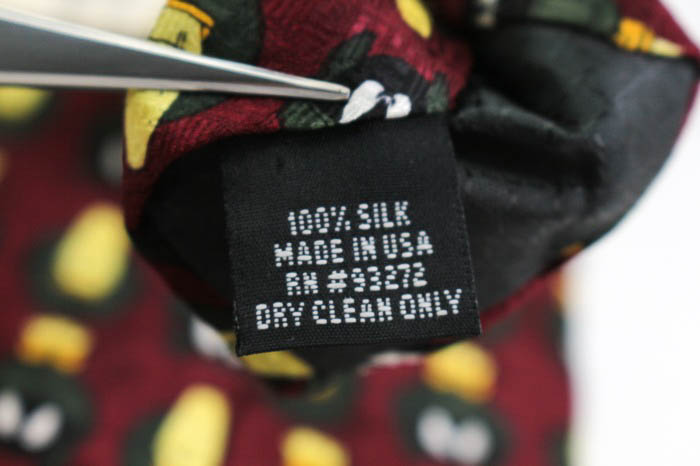 100% SILK
MADE IN USA
RN #93272
DRY CLEAN ONLY